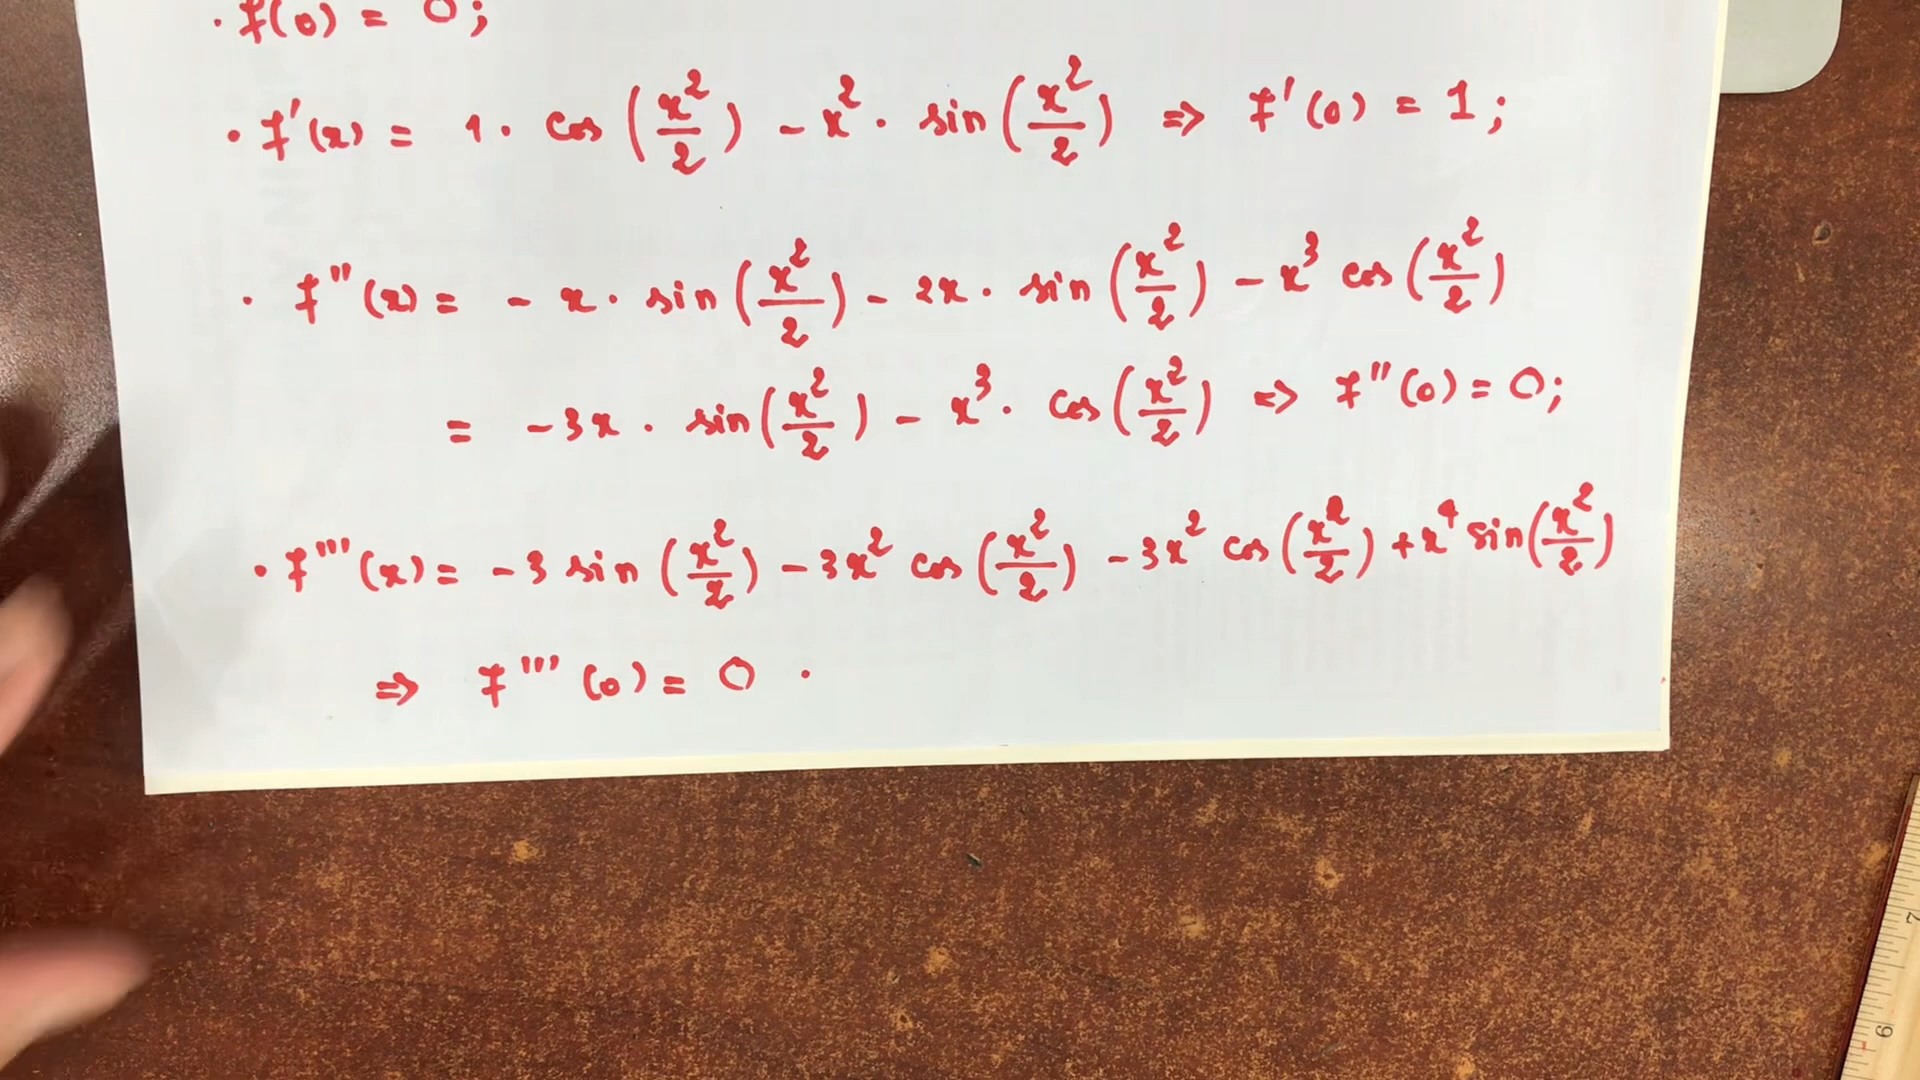 · f(0) = 0;
· f'(x) = 1 · cos(x²/2) - x² · sin(x²/2) ⇒ f'(0) = 1;
· f''(x) = - x · sin(x²/2) - 2x · sin(x²/2) - x³ cos(x²/2)
= -3x · sin(x²/2) - x³ · cos(x²/2) ⇒ f''(0) = 0;
· f'''(x) = -3 sin(x²/2) - 3x² cos(x²/2) - 3x² cos(x²/2) + x⁴ sin(x²/2)
⇒ f'''(0) = 0 .
7